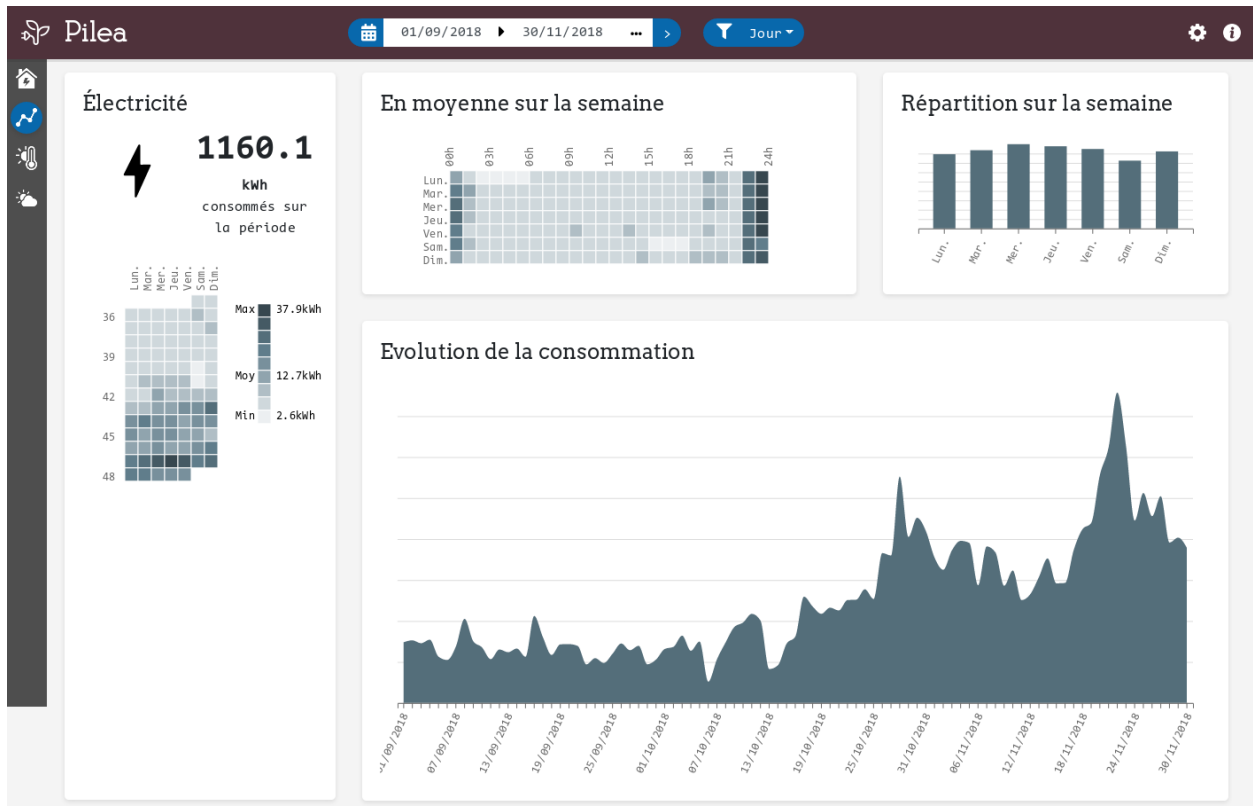 Pilea
01/09/2018 30/11/2018 ... >
Jour
Électricité
1160.1
kWh
consommés sur
la période
Lun. Mar. Mer. Jeu. Ven. Sam. Dim.
36
39
42
45
48
Max 37.9kWh
Moy 12.7kWh
Min 2.6kWh
En moyenne sur la semaine
00h 03h 06h 09h 12h 15h 18h 21h 24h
Lun.
Mar.
Mer.
Jeu.
Ven.
Sam.
Dim.
Répartition sur la semaine
Lun. Mar. Mer. Jeu. Ven. Sam. Dim.
Evolution de la consommation
/09/2018 07/09/2018 13/09/2018 19/09/2018 25/09/2018 01/10/2018 07/10/2018 13/10/2018 19/10/2018 25/10/2018 31/10/2018 06/11/2018 12/11/2018 18/11/2018 24/11/2018 30/11/2018